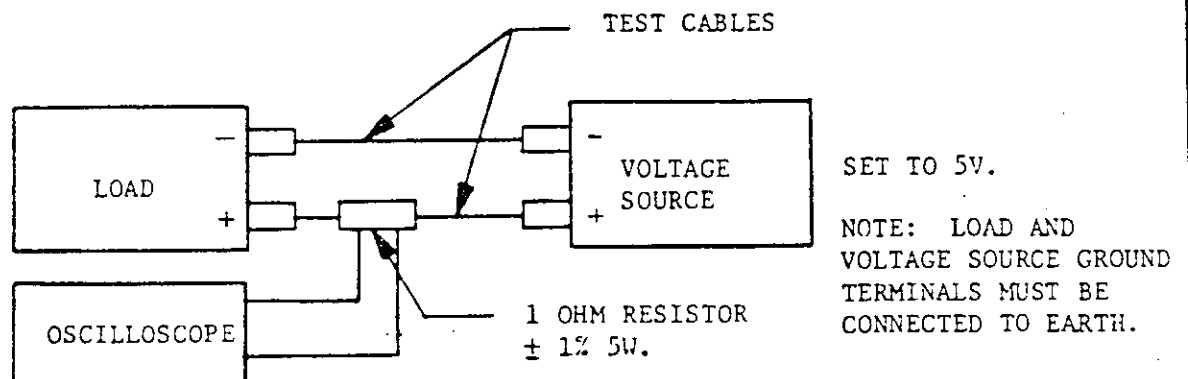 TEST CABLES
LOAD
-
+
-
+
VOLTAGE
SOURCE
SET TO 5V.
NOTE: LOAD AND
VOLTAGE SOURCE GROUND
TERMINALS MUST BE
CONNECTED TO EARTH.
OSCILLOSCOPE
1 OHM RESISTOR
± 1% 5W.